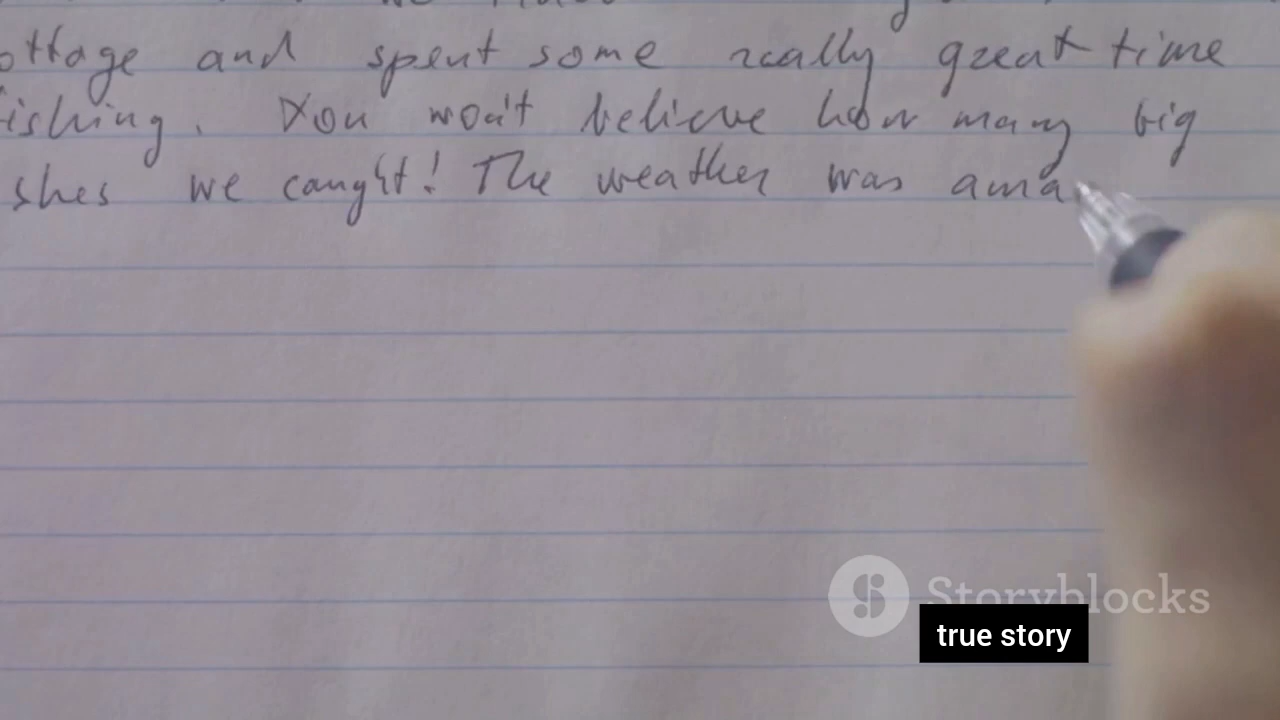 ottage and spent some really great time
ishing. You won't believe how many big
shes we caught! The weather was ama
Storyblocks
true story